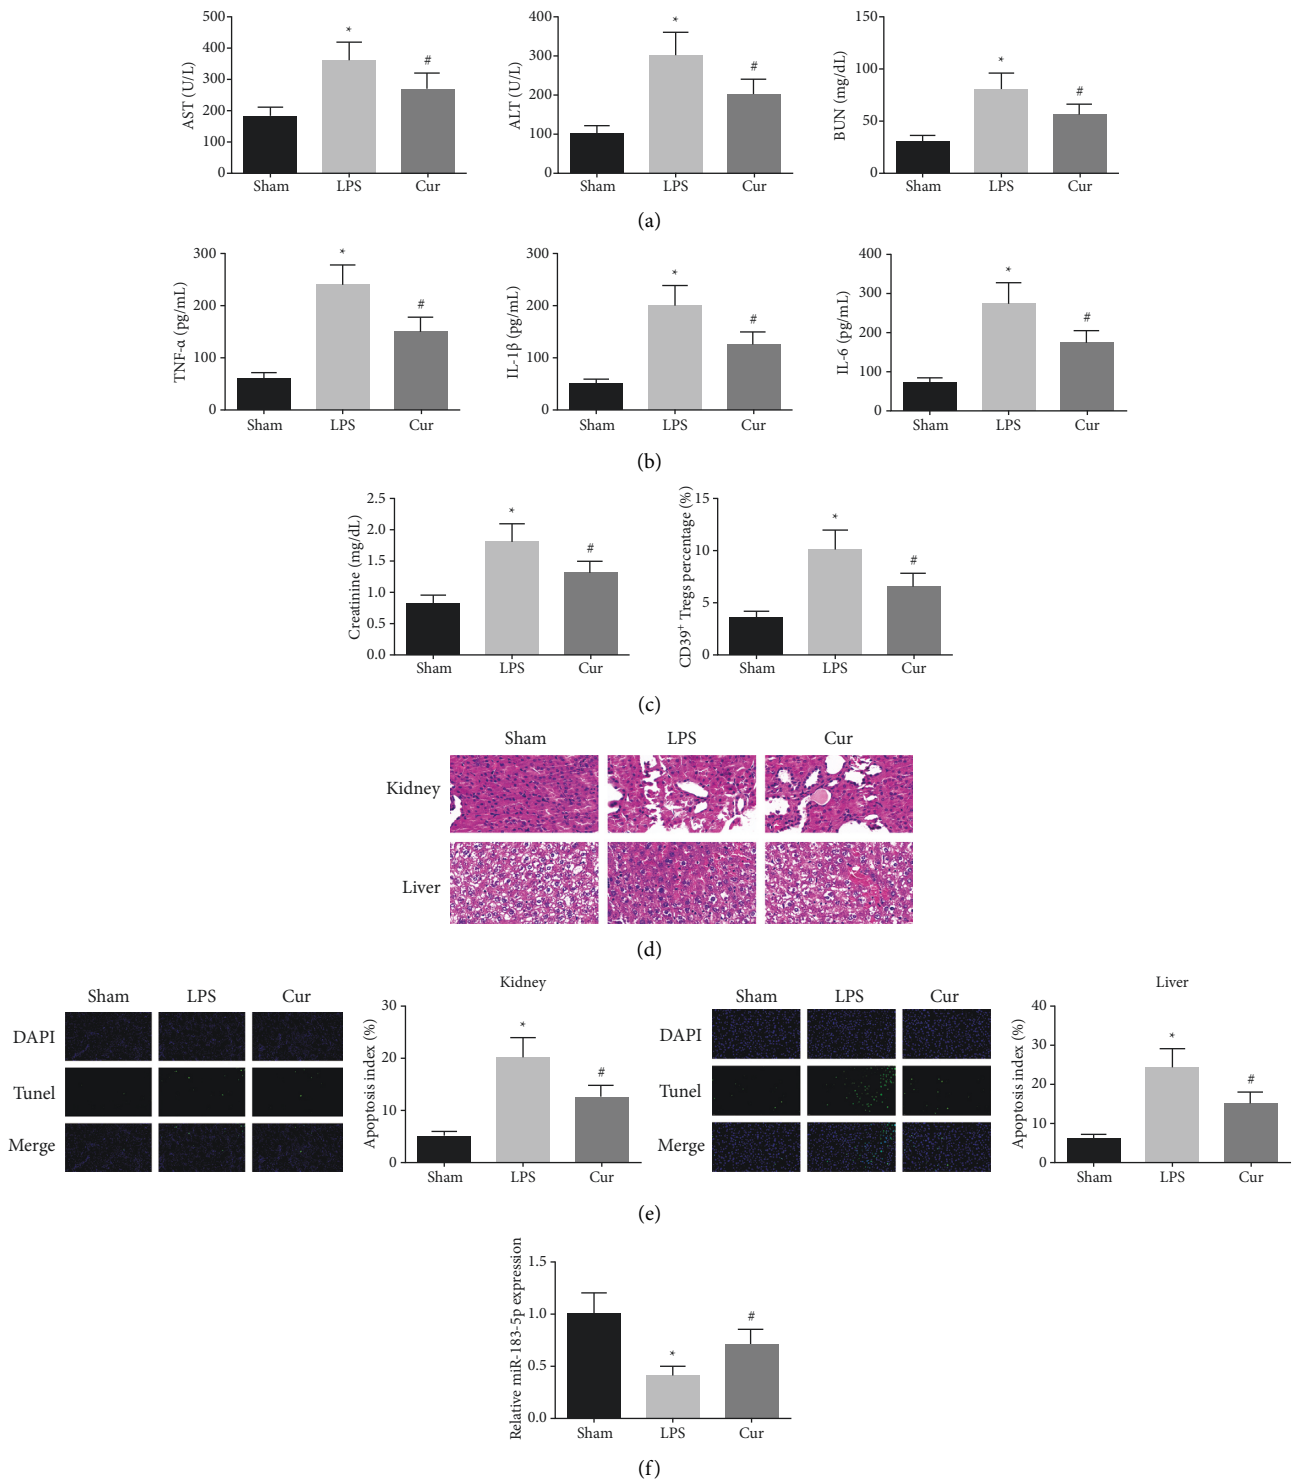 AST (U/L)
500
400
300
200
100
0
*
#
Sham LPS Cur
ALT (U/L)
400
300
200
100
0
*
#
Sham LPS Cur
BUN (mg/dL)
150
100
50
0
*
#
Sham LPS Cur
(a)
TNF-α (pg/mL)
300
200
100
0
*
#
Sham LPS Cur
IL-1β (pg/mL)
300
200
100
0
*
#
Sham LPS Cur
IL-6 (pg/mL)
400
300
200
100
0
*
#
Sham LPS Cur
(b)
Creatinine (mg/dL)
2.5
2.0
1.5
1.0
0.5
0.0
*
#
Sham LPS Cur
CD39⁺ Tregs percentage (%)
15
10
5
0
*
#
Sham LPS Cur
(c)
Sham LPS Cur
Kidney
Liver
(d)
Sham LPS Cur
DAPI
Tunel
Merge
Kidney
Apoptosis index (%)
30
20
10
0
*
#
Sham LPS Cur
Sham LPS Cur
DAPI
Tunel
Merge
Liver
Apoptosis index (%)
40
30
20
10
0
*
#
Sham LPS Cur
(e)
Relative miR-183-5p expression
1.5
1.0
0.5
0.0
*
#
Sham LPS Cur
(f)